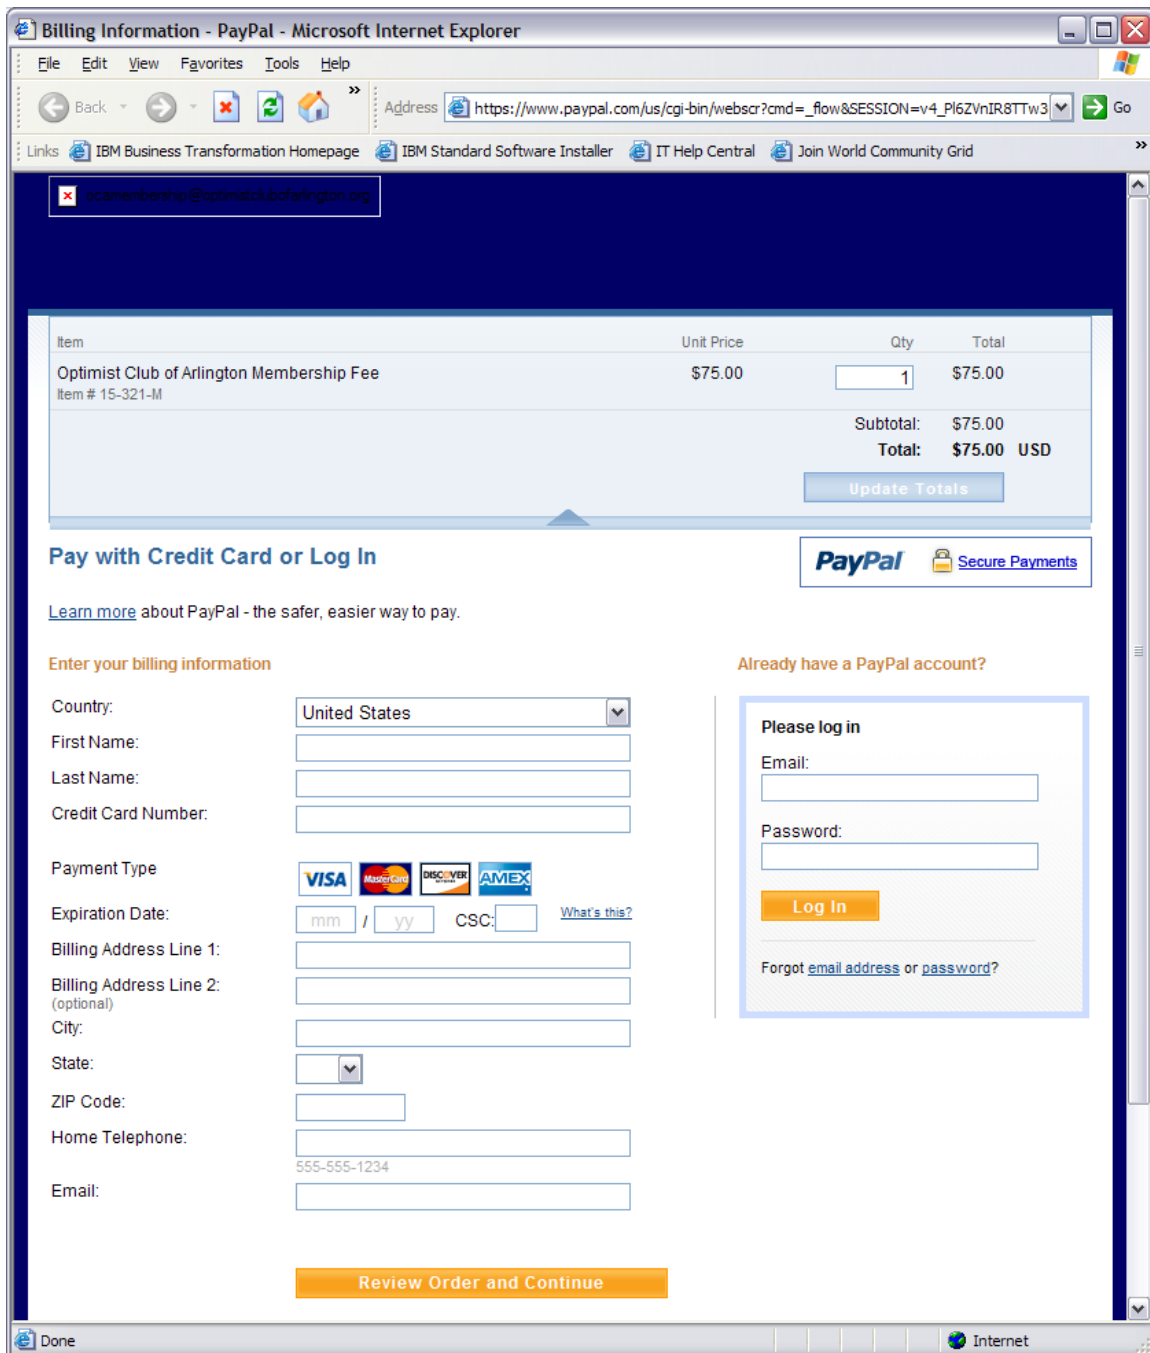 Billing Information - PayPal - Microsoft Internet Explorer
File Edit View Favorites Tools Help
Back » Address https://www.paypal.com/us/cgi-bin/webscr?cmd=_flow&SESSION=v4_Pl6ZVnIR8TTw3 Go
Links IBM Business Transformation Homepage IBM Standard Software Installer IT Help Central Join World Community Grid »
ocamembership@optimistclubofarlington.org
Item Unit Price Qty Total
Optimist Club of Arlington Membership Fee $75.00 1 $75.00
Item # 15-321-M
Subtotal: $75.00
Total: $75.00 USD
Update Totals
Pay with Credit Card or Log In
PayPal Secure Payments
Learn more about PayPal - the safer, easier way to pay.
Enter your billing information
Already have a PayPal account?
Country: United States
First Name:
Last Name:
Credit Card Number:
Payment Type VISA MasterCard DISCOVER NETWORK AMEX
Expiration Date: mm / yy CSC: What's this?
Billing Address Line 1:
Billing Address Line 2:
(optional)
City:
State:
ZIP Code:
Home Telephone:
555-555-1234
Email:
Review Order and Continue
Please log in
Email:
Password:
Log In
Forgot email address or password?
Done Internet